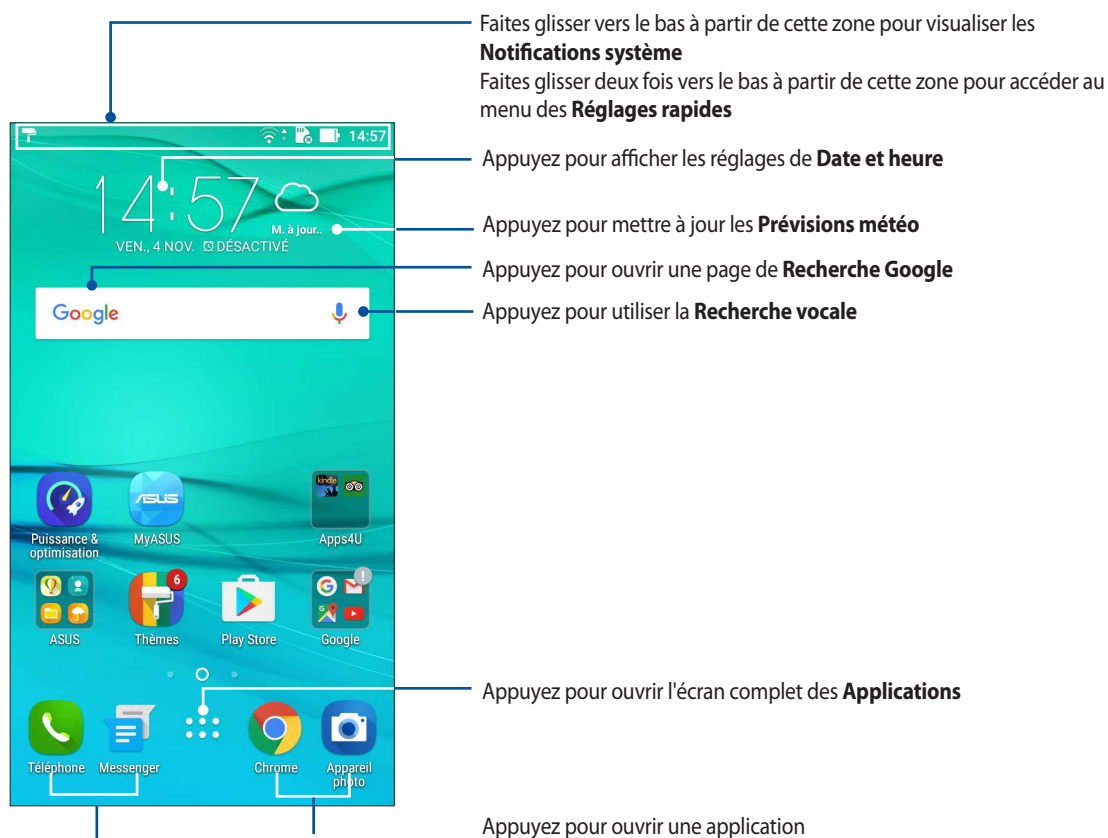 Faites glisser vers le bas à partir de cette zone pour visualiser les
Notifications système
Faites glisser deux fois vers le bas à partir de cette zone pour accéder au
menu des Réglages rapides
14:57
14:57
Appuyez pour afficher les réglages de Date et heure
M. à jour..
Appuyez pour mettre à jour les Prévisions météo
VEN., 4 NOV. DÉSACTIVÉ
Appuyez pour ouvrir une page de Recherche Google
Google
Appuyez pour utiliser la Recherche vocale
kindle
ASUS
Puissance &
optimisation
MyASUS
Apps4U
6
ASUS
Thèmes
Play Store
Google
Appuyez pour ouvrir l'écran complet des Applications
Téléphone
Messenger
Chrome
Appareil
photo
Appuyez pour ouvrir une application